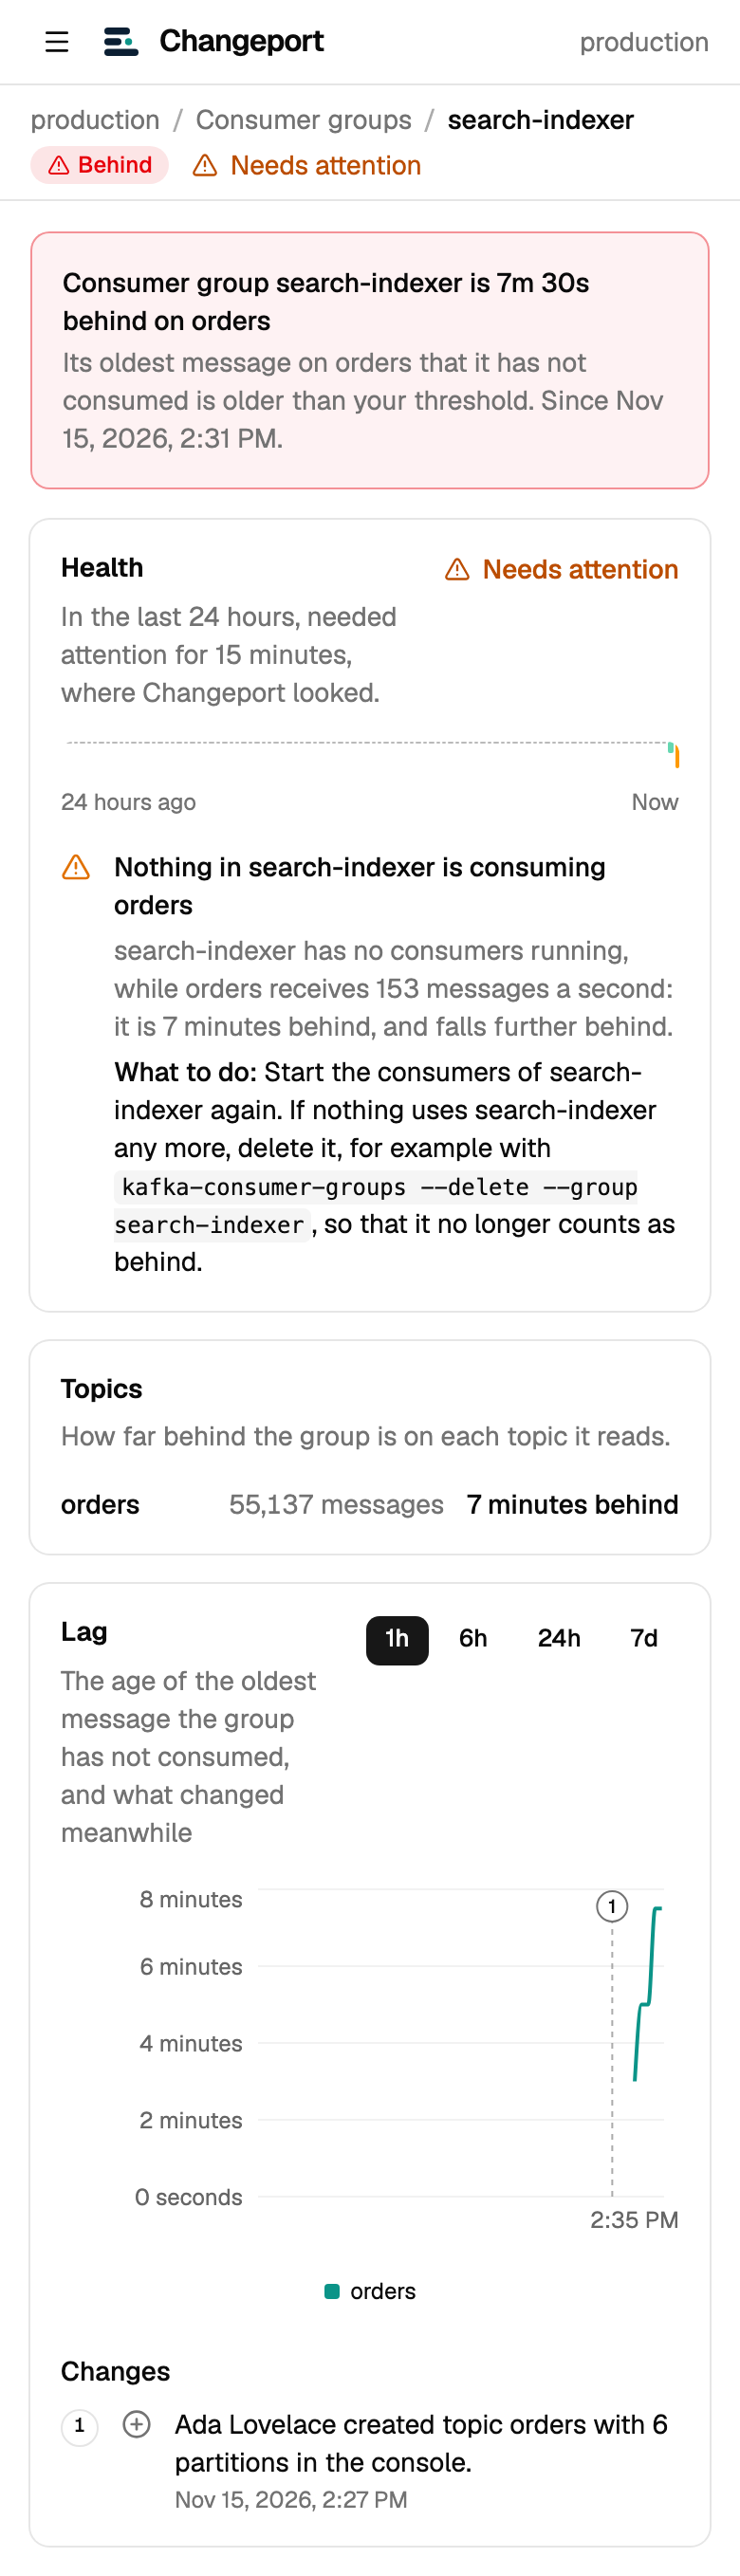 Changeport
production
production / Consumer groups / search-indexer
Behind
Needs attention
Consumer group search-indexer is 7m 30s
behind on orders
Its oldest message on orders that it has not
consumed is older than your threshold. Since Nov
15, 2026, 2:31 PM.
Health
Needs attention
In the last 24 hours, needed
attention for 15 minutes,
where Changeport looked.
24 hours ago
Now
Nothing in search-indexer is consuming
orders
search-indexer has no consumers running,
while orders receives 153 messages a second:
it is 7 minutes behind, and falls further behind.
What to do: Start the consumers of search-
indexer again. If nothing uses search-indexer
any more, delete it, for example with
kafka-consumer-groups --delete --group
search-indexer, so that it no longer counts as
behind.
Topics
How far behind the group is on each topic it reads.
orders
55,137 messages
7 minutes behind
Lag
1h
6h
24h
7d
The age of the oldest
message the group
has not consumed,
and what changed
meanwhile
8 minutes
1
6 minutes
4 minutes
2 minutes
0 seconds
2:35 PM
orders
Changes
1
Ada Lovelace created topic orders with 6
partitions in the console.
Nov 15, 2026, 2:27 PM